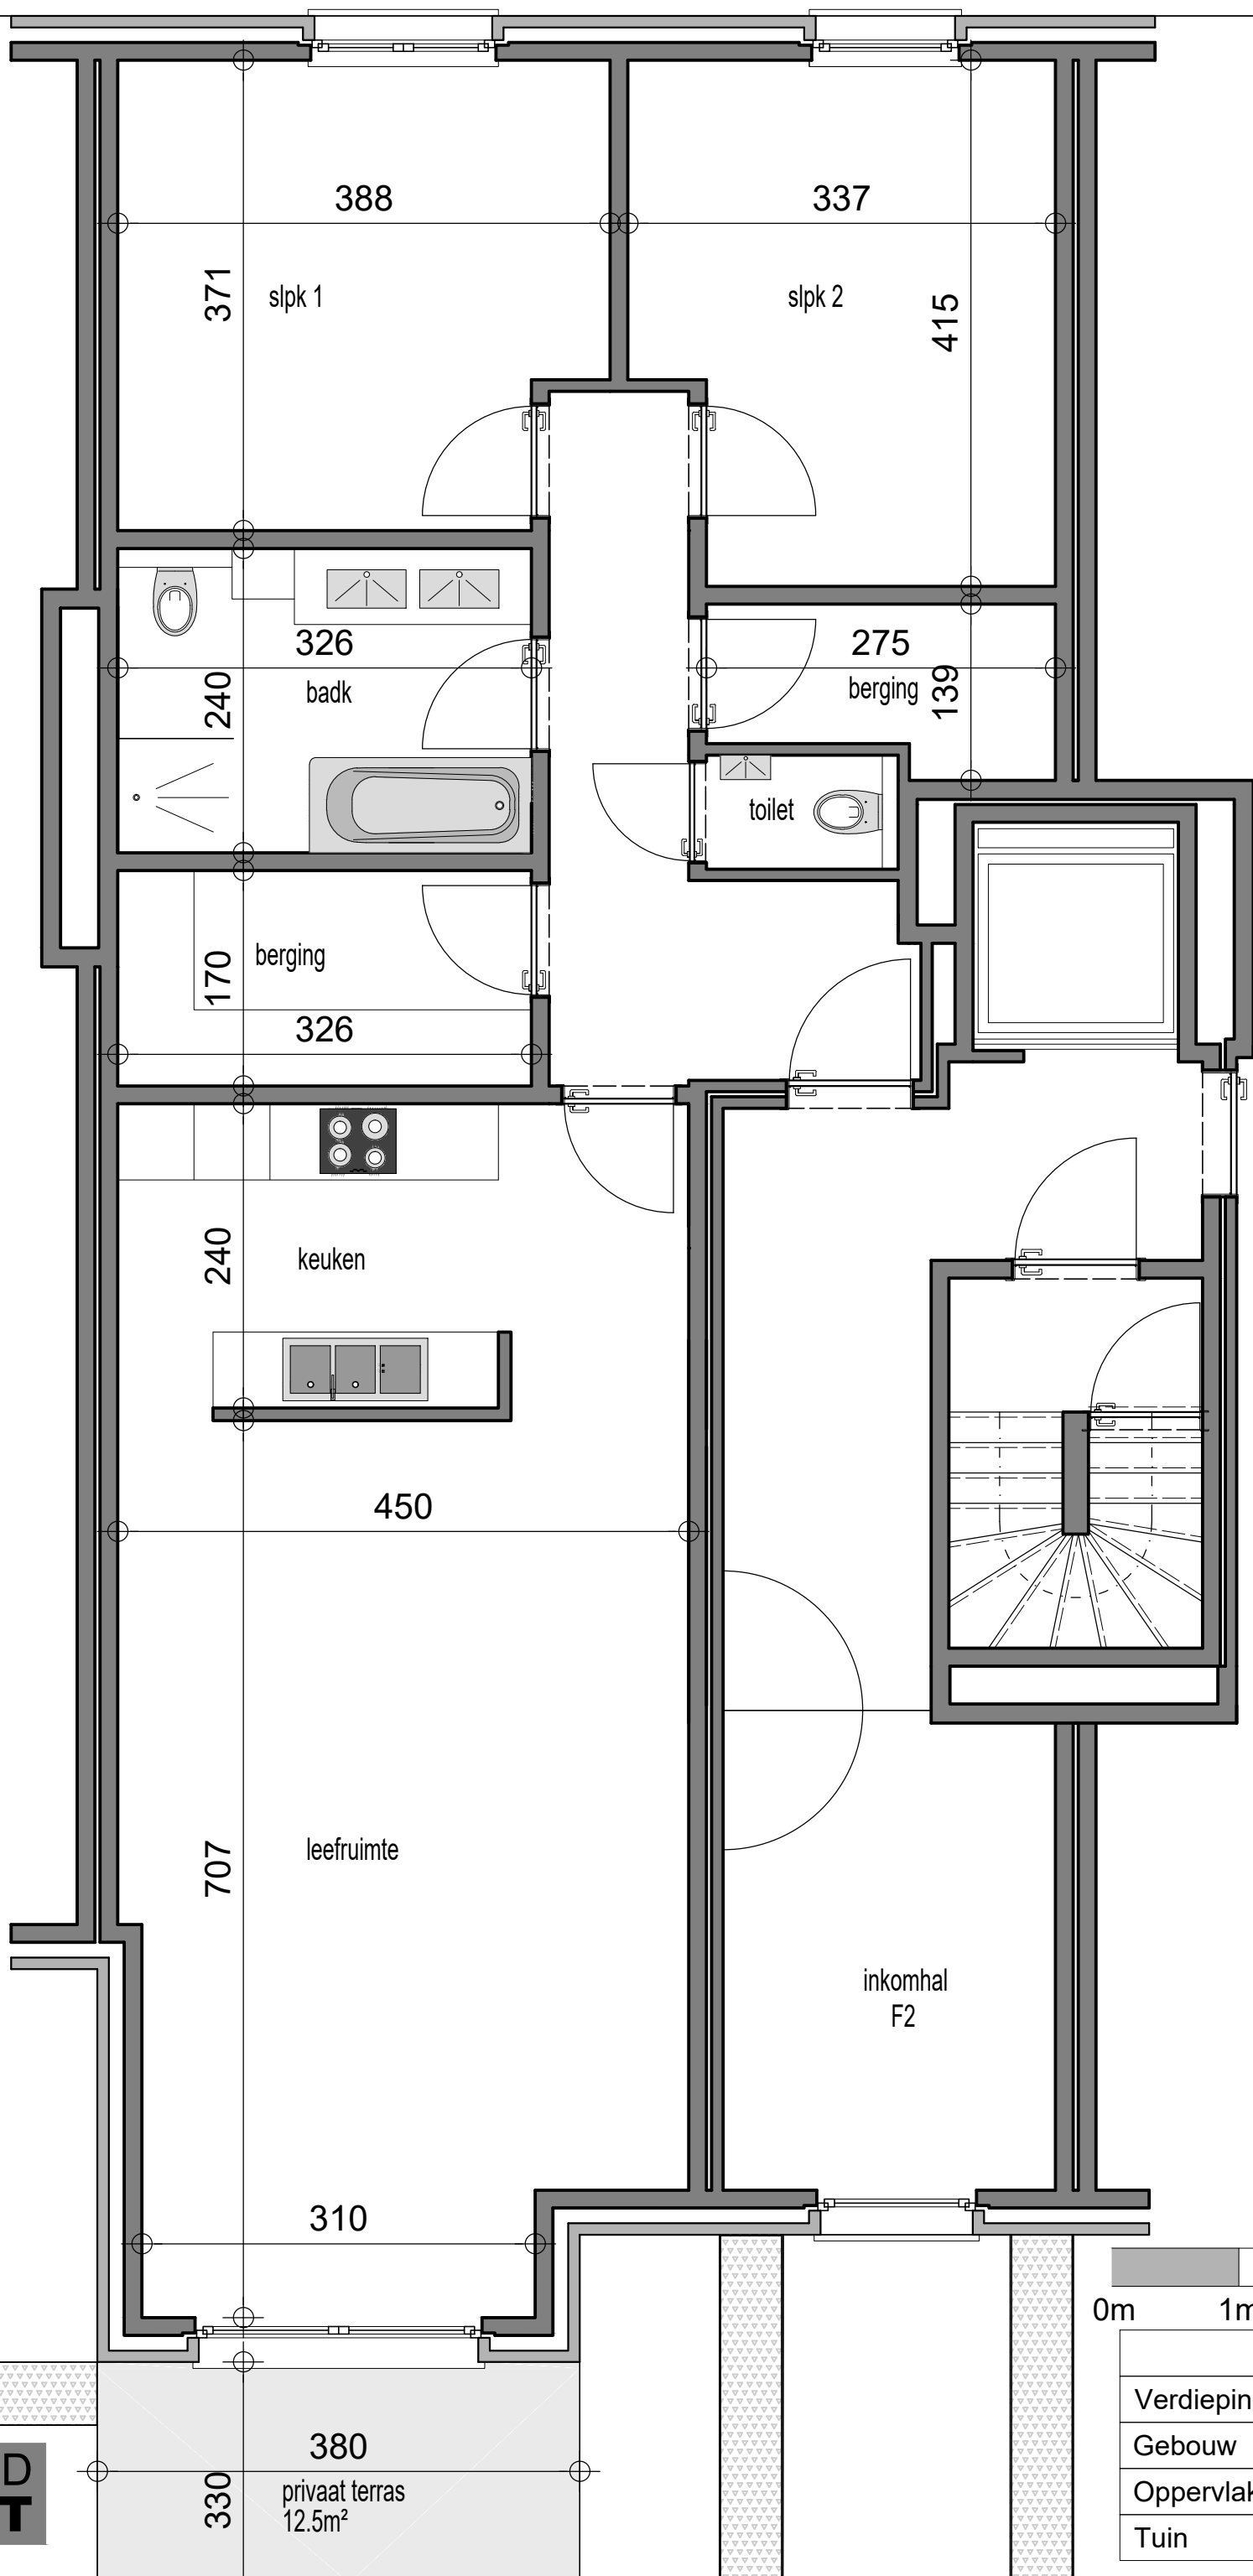 388
337
371
slpk 1
slpk 2
415
326
275
240
badk
berging
139
toilet
berging
170
326
240
keuken
450
707
leefruimte
inkomhal
F2
310
0m
1m
Verdiepin
Gebouw
Oppervlak
Tuin
380
330
privaat terras
12.5m²
D
T